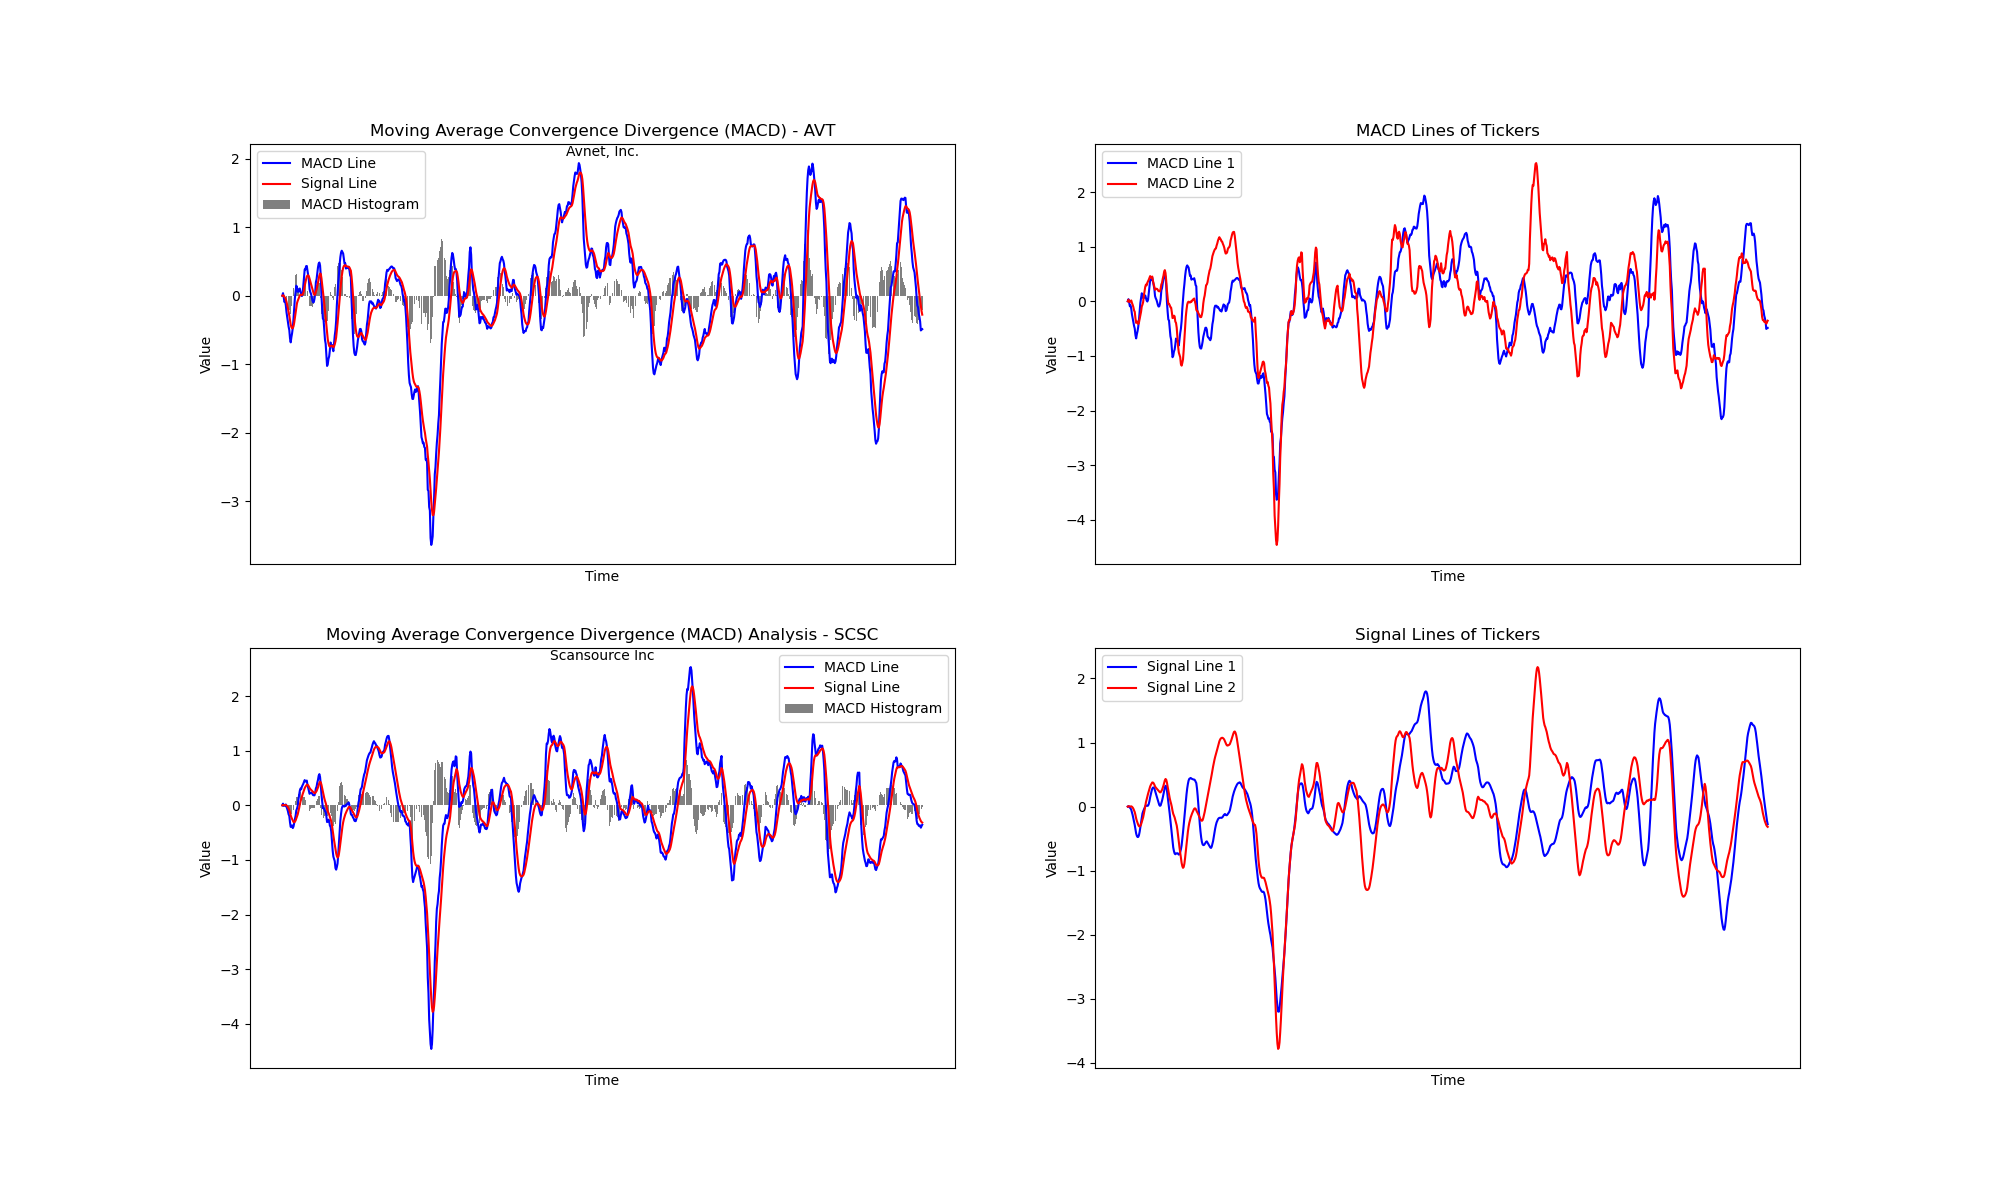 Moving Average Convergence Divergence (MACD) - AVT
Avnet, Inc.
MACD Line
Signal Line
MACD Histogram
2
1
0
−1
−2
−3
Value
Time
MACD Lines of Tickers
MACD Line 1
MACD Line 2
2
1
0
−1
−2
−3
−4
Value
Time
Moving Average Convergence Divergence (MACD) Analysis - SCSC
Scansource Inc
MACD Line
Signal Line
MACD Histogram
2
1
0
−1
−2
−3
−4
Value
Time
Signal Lines of Tickers
Signal Line 1
Signal Line 2
2
1
0
−1
−2
−3
−4
Value
Time